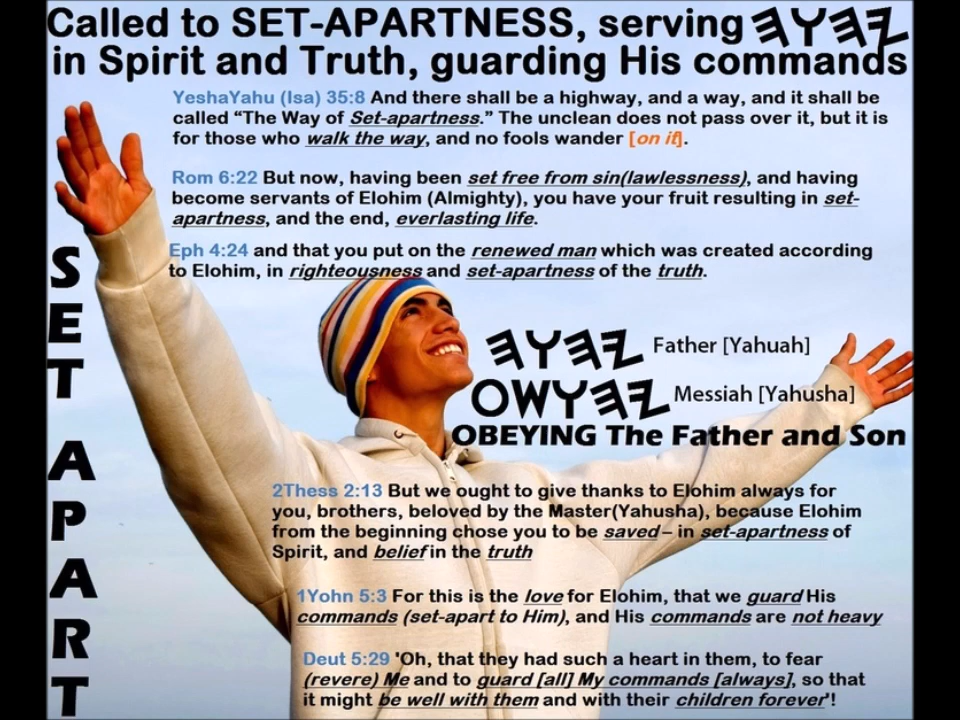 Called to SET-APARTNESS, serving 𐤉𐤄𐤅𐤄
in Spirit and Truth, guarding His commands
YeshaYahu (Isa) 35:8 And there shall be a highway, and a way, and it shall be
called “The Way of Set-apartness.” The unclean does not pass over it, but it is
for those who walk the way, and no fools wander [on it].
Rom 6:22 But now, having been set free from sin(lawlessness), and having
become servants of Elohim (Almighty), you have your fruit resulting in set-
apartness, and the end, everlasting life.
Eph 4:24 and that you put on the renewed man which was created according
to Elohim, in righteousness and set-apartness of the truth.
𐤉𐤄𐤅𐤄 Father [Yahuah]
𐤉𐤄𐤅𐤔𐤏 Messiah [Yahusha]
OBEYING The Father and Son
2Thess 2:13 But we ought to give thanks to Elohim always for
you, brothers, beloved by the Master(Yahusha), because Elohim
from the beginning chose you to be saved – in set-apartness of
Spirit, and belief in the truth
1Yohn 5:3 For this is the love for Elohim, that we guard His
commands (set-apart to Him), and His commands are not heavy
Deut 5:29 'Oh, that they had such a heart in them, to fear
(revere) Me and to guard [all] My commands [always], so that
it might be well with them and with their children forever'!
SET APART